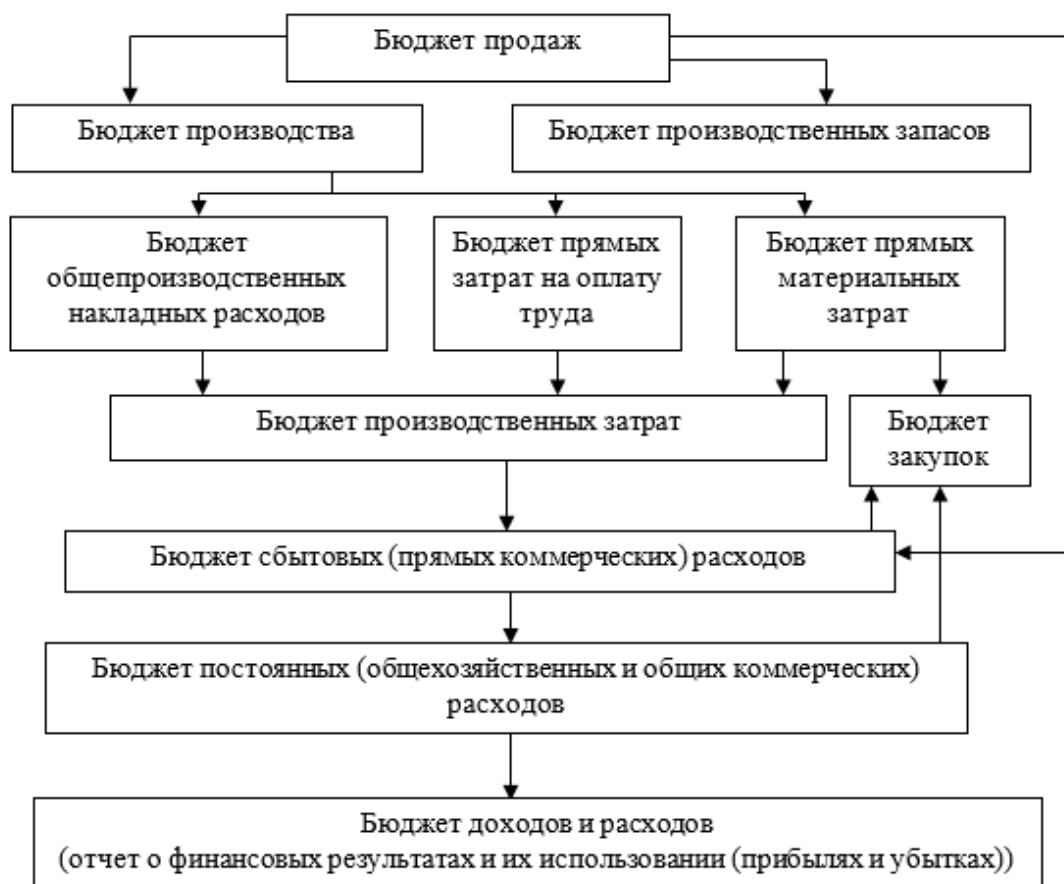 Бюджет продаж
Бюджет производства
Бюджет производственных запасов
Бюджет
общепроизводственных
накладных расходов
Бюджет прямых
затрат на оплату
труда
Бюджет прямых
материальных
затрат
Бюджет производственных затрат
Бюджет
закупок
Бюджет сбытовых (прямых коммерческих) расходов
Бюджет постоянных (общехозяйственных и общих коммерческих)
расходов
Бюджет доходов и расходов
(отчет о финансовых результатах и их использовании (прибылях и убытках))